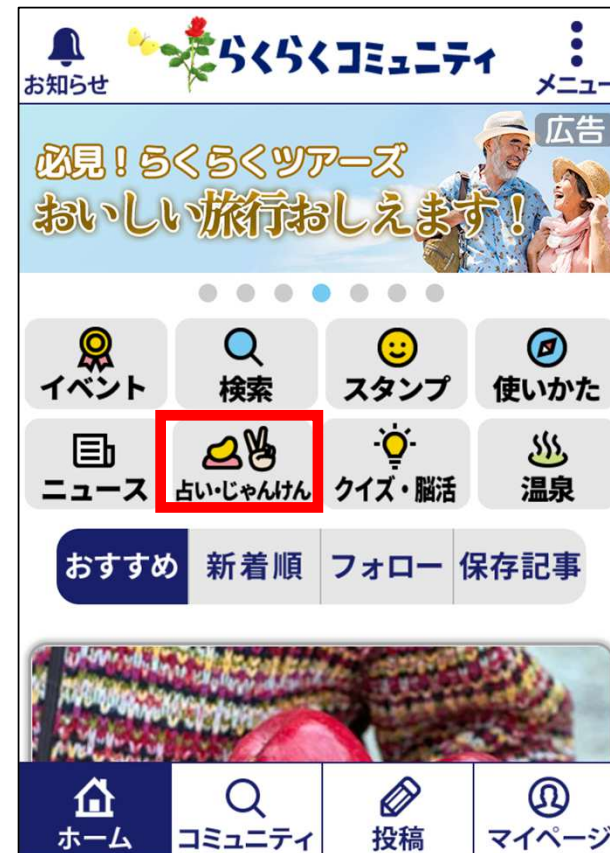 お知らせ
らくらくコミュニティ
メニュー
広告
必見！らくらくツアーズ
おいしい旅行おしえます！
イベント
検索
スタンプ
使いかた
ニュース
占い・じゃんけん
クイズ・脳活
温泉
おすすめ
新着順
フォロー
保存記事
ホーム
コミュニティ
投稿
マイページ